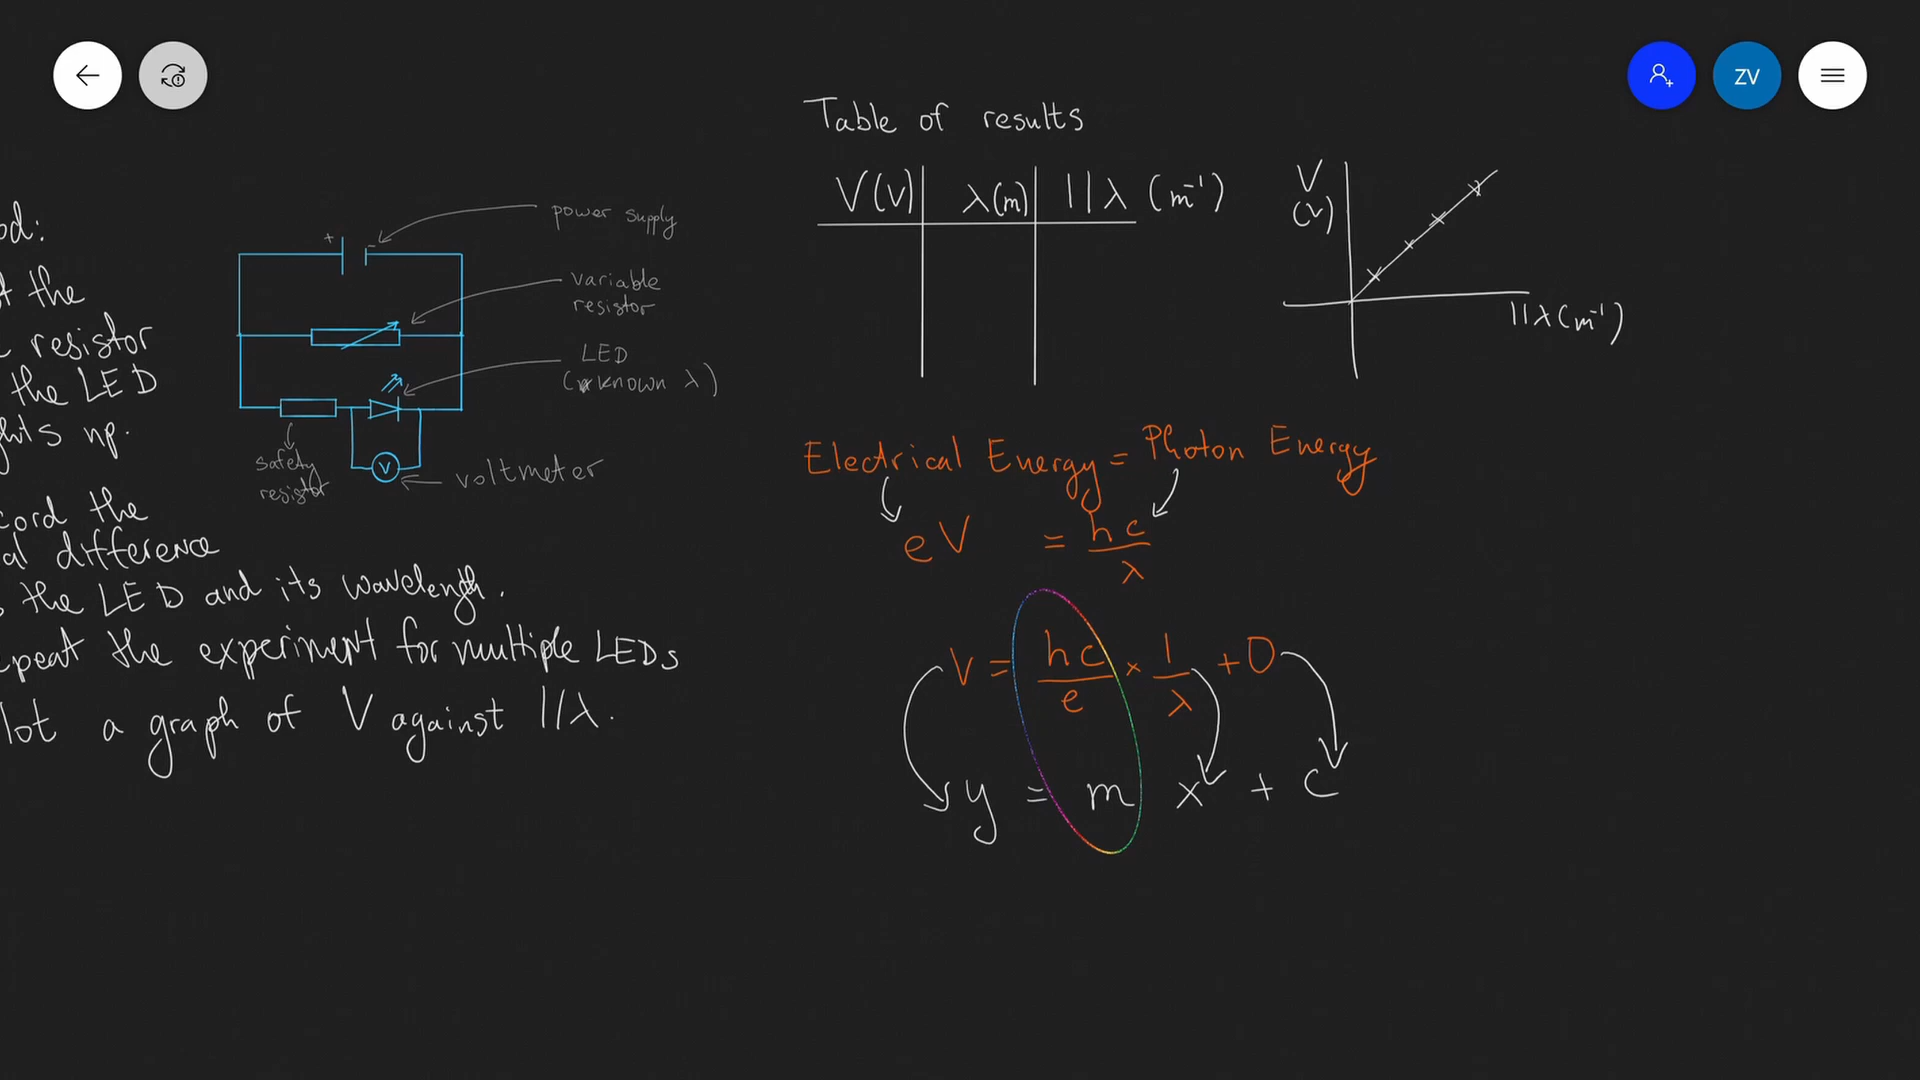 ZV
od:
t the
resistor
the LED
ghts up.
cord the
al difference
the LED and its wavelength.
peat the experiment for multiple LEDs
lot a graph of V against 1/λ.
+ -
power supply
variable
resistor
LED
(known λ)
safety
resistor
V
voltmeter
Table of results
V(V) λ(m) 1/λ (m⁻¹)
V
(V)
1/λ(m⁻¹)
Electrical Energy = Photon Energy
eV = hc/λ
V = hc/e × 1/λ + 0
y = m x + c